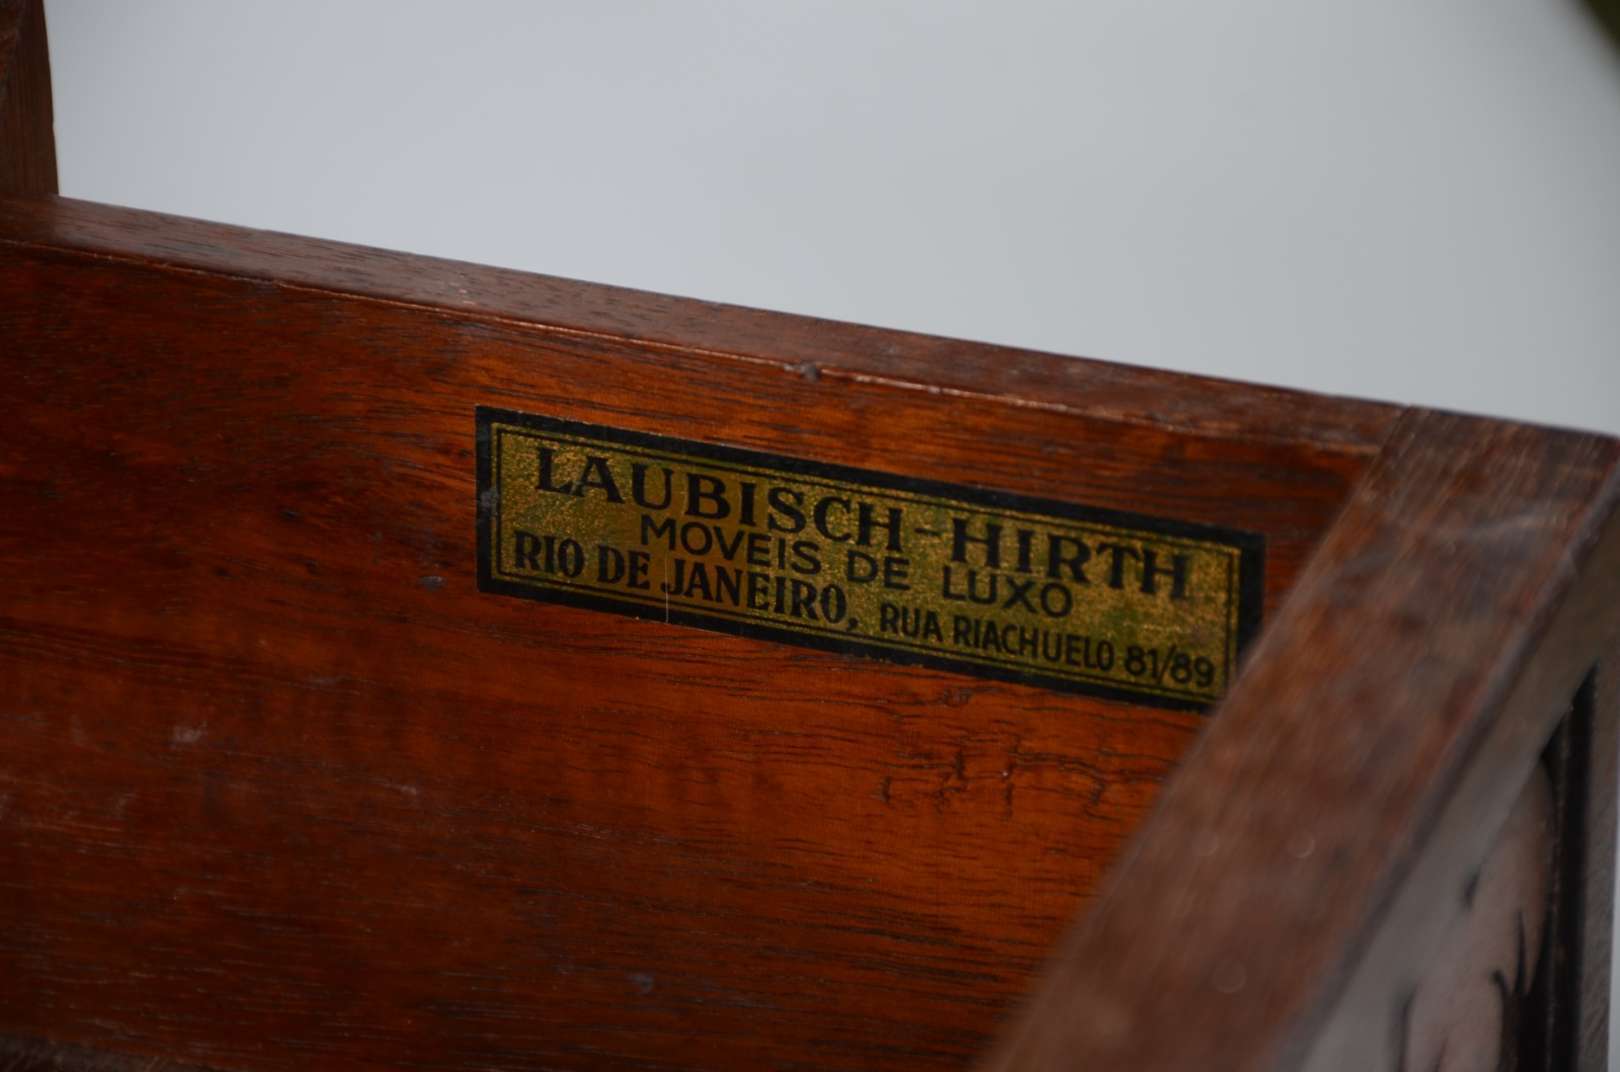 LAUBISCH-HIRTH
MOVEIS DE LUXO
RIO DE JANEIRO, RUA RIACHUELO 81/89